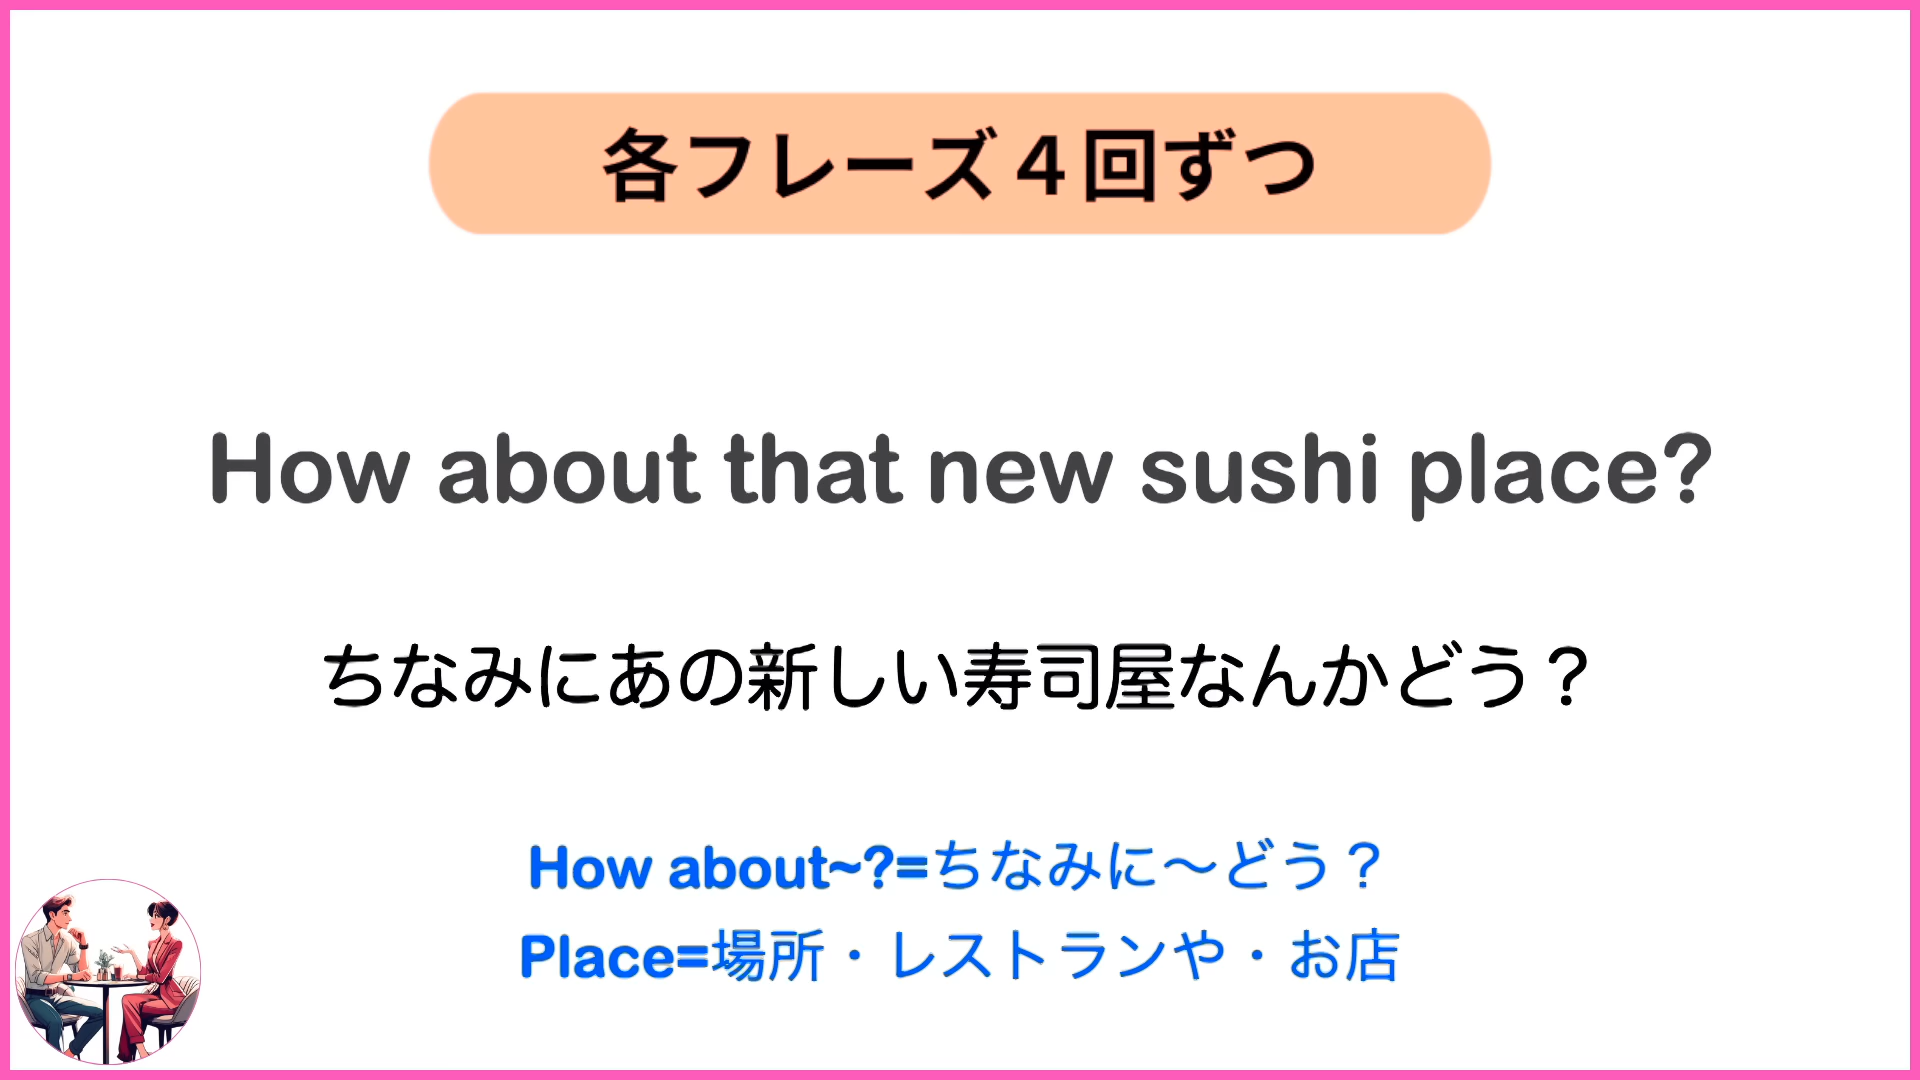 各フレーズ４回ずつ
How about that new sushi place?
ちなみにあの新しい寿司屋なんかどう？
How about~?=ちなみに〜どう？
Place=場所・レストランや・お店